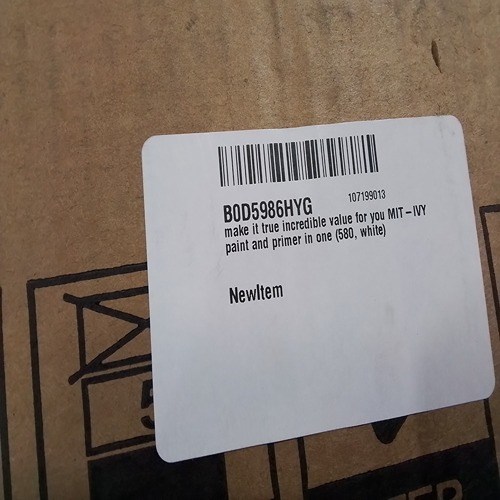 107199013
B0D5986HYG
make it true incredible value for you MIT-IVY
paint and primer in one (580, white)
NewItem